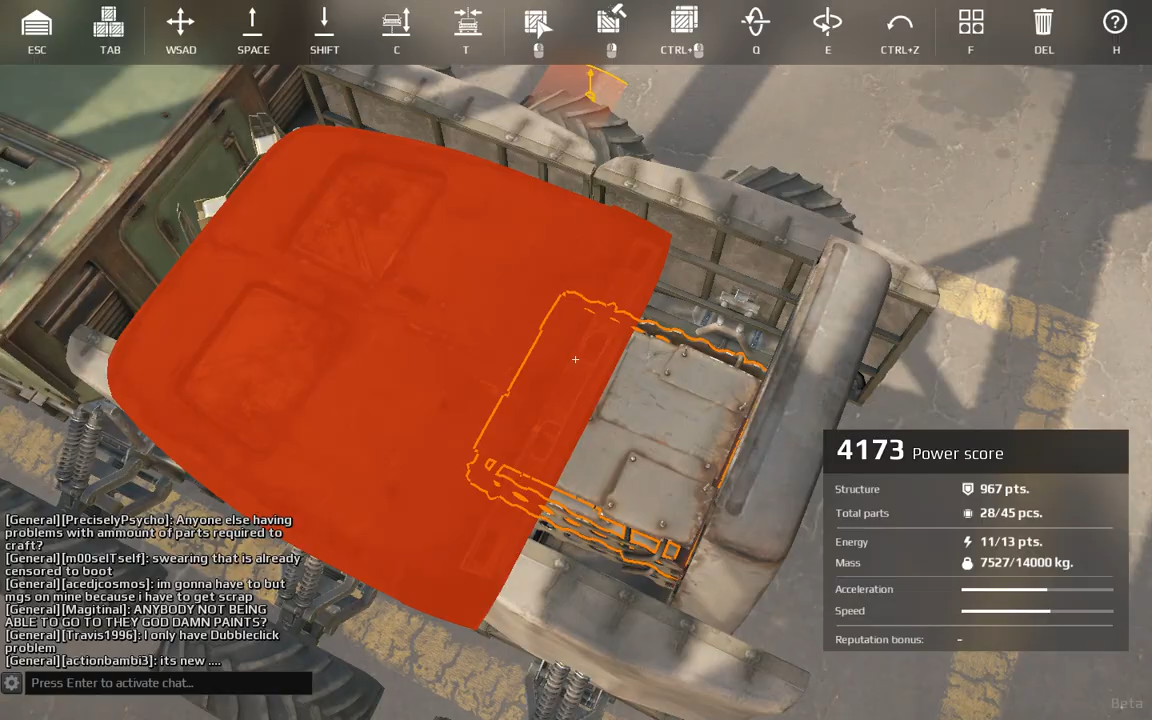 ESC TAB WSAD SPACE SHIFT C T CTRL+ Q E CTRL+Z F DEL H
4173 Power score
Structure 967 pts.
Total parts 28/45 pcs.
Energy 11/13 pts.
Mass 7527/14000 kg.
Acceleration
Speed
Reputation bonus: -
[General][PreciselyPsycho]: Anyone else having
problems with ammount of parts required to
craft?
[General][m00selTself]: swearing that is already
censored to boot
[General][acedjcosmos]: im gonna have to but
mgs on mine because i have to get scrap
[General][Magitinal]: ANYBODY NOT BEING
ABLE TO GO TO THEY GOD DAMN PAINTS?
[General][Travis1996]: I only have Dubbleclick
problem
[General][actionbambi3]: its new ....
Press Enter to activate chat...
Beta